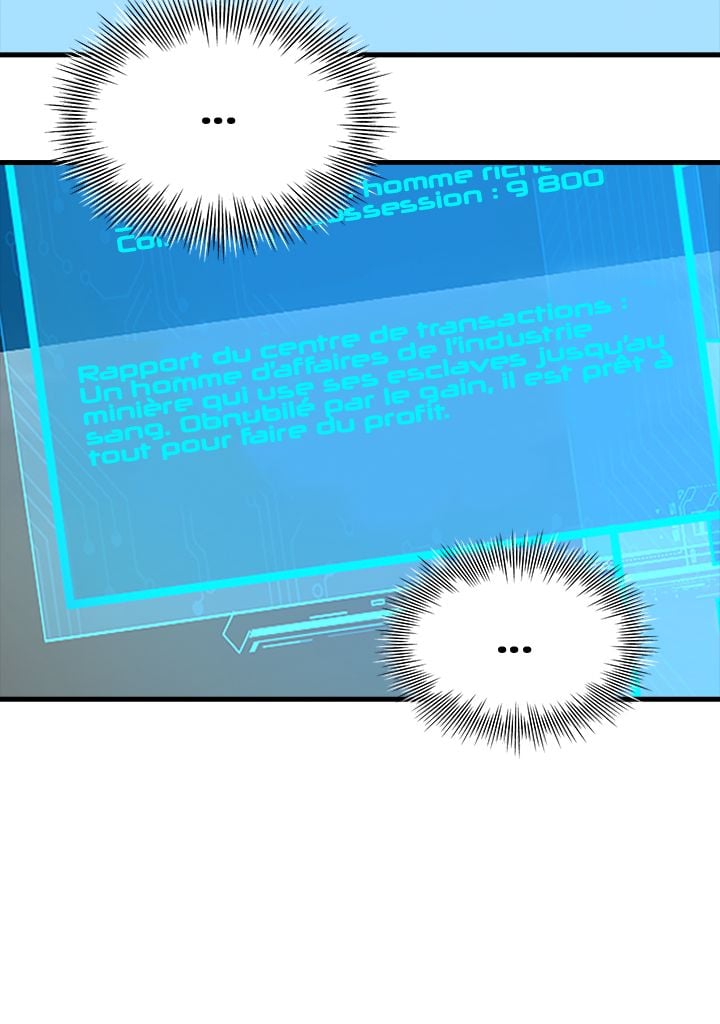 ...
homme riche
possession : 9 800
Rapport du centre de transactions :
Un homme d'affaires de l'industrie
minière qui use ses esclaves jusqu'au
sang. Obnubilé par le gain, il est prêt à
tout pour faire du profit.
...